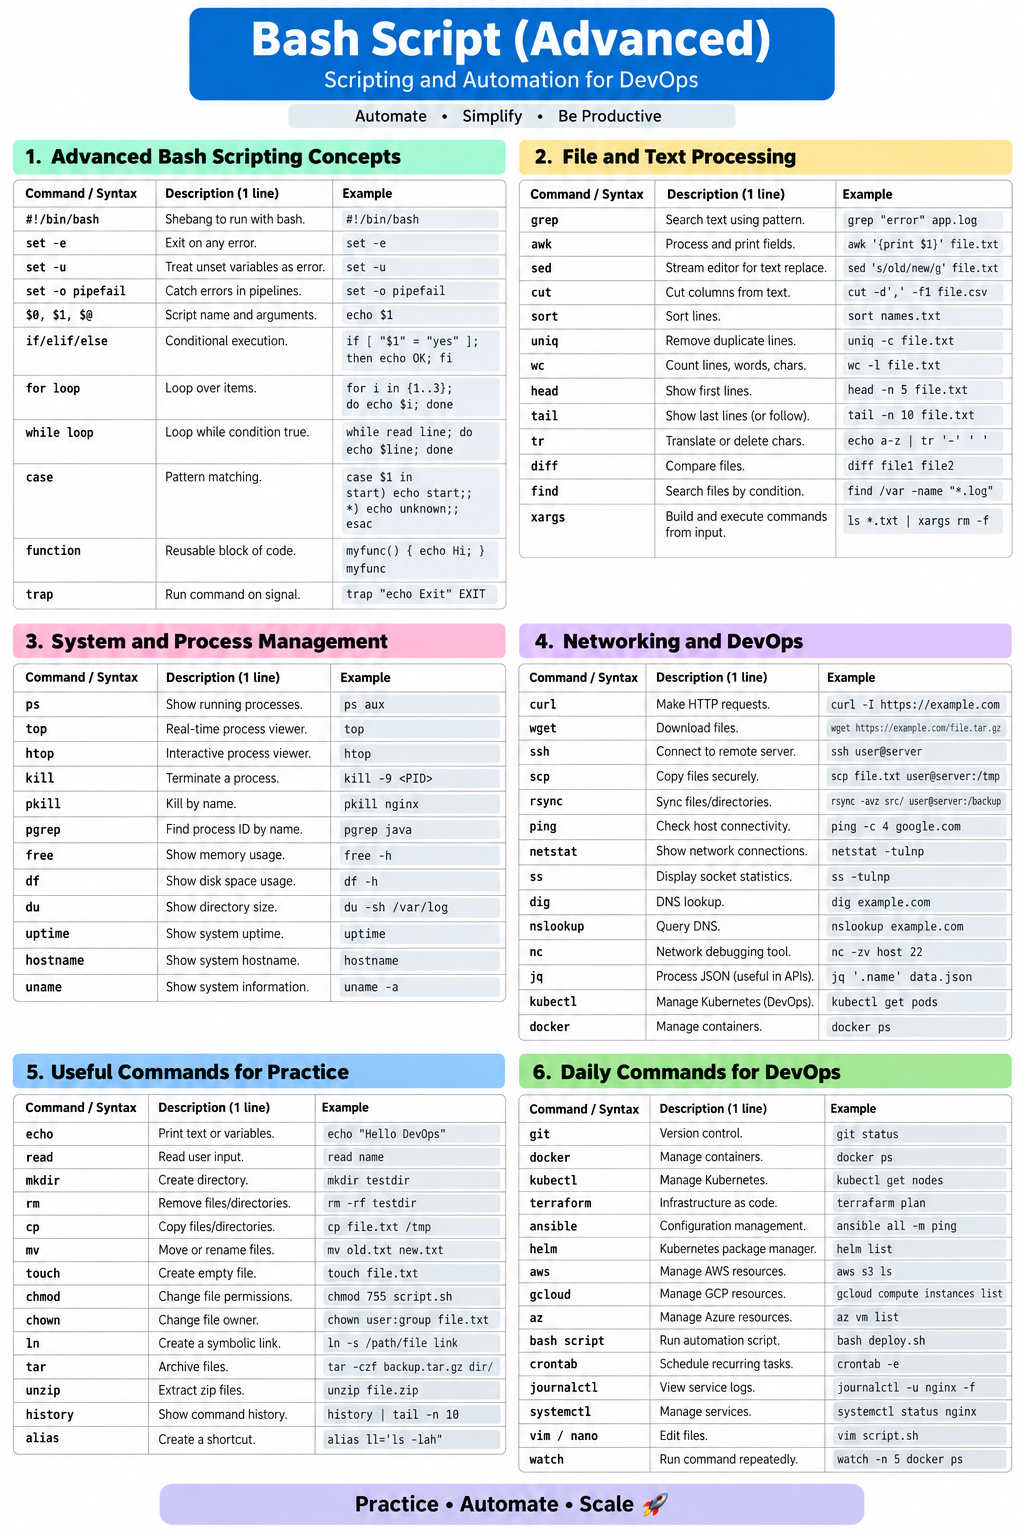 Bash Script (Advanced)
Scripting and Automation for DevOps
Automate • Simplify • Be Productive
1. Advanced Bash Scripting Concepts
Command / Syntax Description (1 line) Example
#!/bin/bash Shebang to run with bash. #!/bin/bash
set -e Exit on any error. set -e
set -u Treat unset variables as error. set -u
set -o pipefail Catch errors in pipelines. set -o pipefail
$0, $1, $@ Script name and arguments. echo $1
if/elif/else Conditional execution. if [ "$1" = "yes" ];
then echo OK; fi
for loop Loop over items. for i in {1..3};
do echo $i; done
while loop Loop while condition true. while read line; do
echo $line; done
case Pattern matching. case $1 in
start) echo start;;
*) echo unknown;;
esac
function Reusable block of code. myfunc() { echo Hi; }
myfunc
trap Run command on signal. trap "echo Exit" EXIT
2. File and Text Processing
Command / Syntax Description (1 line) Example
grep Search text using pattern. grep "error" app.log
awk Process and print fields. awk '{print $1}' file.txt
sed Stream editor for text replace. sed 's/old/new/g' file.txt
cut Cut columns from text. cut -d',' -f1 file.csv
sort Sort lines. sort names.txt
uniq Remove duplicate lines. uniq -c file.txt
wc Count lines, words, chars. wc -l file.txt
head Show first lines. head -n 5 file.txt
tail Show last lines (or follow). tail -n 10 file.txt
tr Translate or delete chars. echo a-z | tr '-' ' '
diff Compare files. diff file1 file2
find Search files by condition. find /var -name "*.log"
xargs Build and execute commands ls *.txt | xargs rm -f
from input.
3. System and Process Management
Command / Syntax Description (1 line) Example
ps Show running processes. ps aux
top Real-time process viewer. top
htop Interactive process viewer. htop
kill Terminate a process. kill -9 <PID>
pkill Kill by name. pkill nginx
pgrep Find process ID by name. pgrep java
free Show memory usage. free -h
df Show disk space usage. df -h
du Show directory size. du -sh /var/log
uptime Show system uptime. uptime
hostname Show system hostname. hostname
uname Show system information. uname -a
4. Networking and DevOps
Command / Syntax Description (1 line) Example
curl Make HTTP requests. curl -I https://example.com
wget Download files. wget https://example.com/file.tar.gz
ssh Connect to remote server. ssh user@server
scp Copy files securely. scp file.txt user@server:/tmp
rsync Sync files/directories. rsync -avz src/ user@server:/backup
ping Check host connectivity. ping -c 4 google.com
netstat Show network connections. netstat -tulnp
ss Display socket statistics. ss -tulnp
dig DNS lookup. dig example.com
nslookup Query DNS. nslookup example.com
nc Network debugging tool. nc -zv host 22
jq Process JSON (useful in APIs). jq '.name' data.json
kubectl Manage Kubernetes (DevOps). kubectl get pods
docker Manage containers. docker ps
5. Useful Commands for Practice
Command / Syntax Description (1 line) Example
echo Print text or variables. echo "Hello DevOps"
read Read user input. read name
mkdir Create directory. mkdir testdir
rm Remove files/directories. rm -rf testdir
cp Copy files/directories. cp file.txt /tmp
mv Move or rename files. mv old.txt new.txt
touch Create empty file. touch file.txt
chmod Change file permissions. chmod 755 script.sh
chown Change file owner. chown user:group file.txt
ln Create a symbolic link. ln -s /path/file link
tar Archive files. tar -czf backup.tar.gz dir/
unzip Extract zip files. unzip file.zip
history Show command history. history | tail -n 10
alias Create a shortcut. alias ll='ls -lah"
6. Daily Commands for DevOps
Command / Syntax Description (1 line) Example
git Version control. git status
docker Manage containers. docker ps
kubectl Manage Kubernetes. kubectl get nodes
terraform Infrastructure as code. terrafarm plan
ansible Configuration management. ansible all -m ping
helm Kubernetes package manager. helm list
aws Manage AWS resources. aws s3 ls
gcloud Manage GCP resources. gcloud compute instances list
az Manage Azure resources. az vm list
bash script Run automation script. bash deploy.sh
crontab Schedule recurring tasks. crontab -e
journalctl View service logs. journalctl -u nginx -f
systemctl Manage services. systemctl status nginx
vim / nano Edit files. vim script.sh
watch Run command repeatedly. watch -n 5 docker ps
Practice • Automate • Scale 🚀